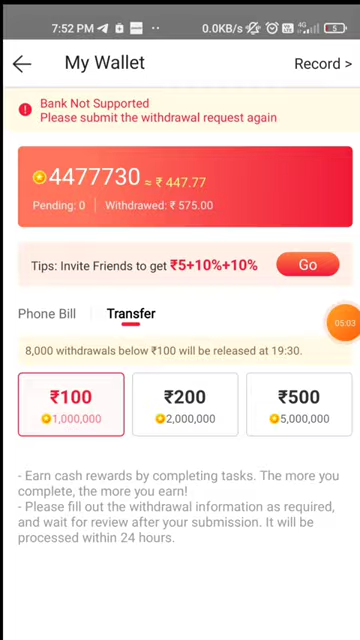 7:52 PM
0.0KB/s
4G
5
My Wallet
Record >
Bank Not Supported
Please submit the withdrawal request again
4477730 ≈ ₹ 447.77
Pending: 0 | Withdrawed: ₹ 575.00
Tips: Invite Friends to get ₹5+10%+10%
Go
Phone Bill
Transfer
05:03
8,000 withdrawals below ₹100 will be released at 19:30.
₹100
1,000,000
₹200
2,000,000
₹500
5,000,000
- Earn cash rewards by completing tasks. The more you
complete, the more you earn!
- Please fill out the withdrawal information as required,
and wait for review after your submission. It will be
processed within 24 hours.